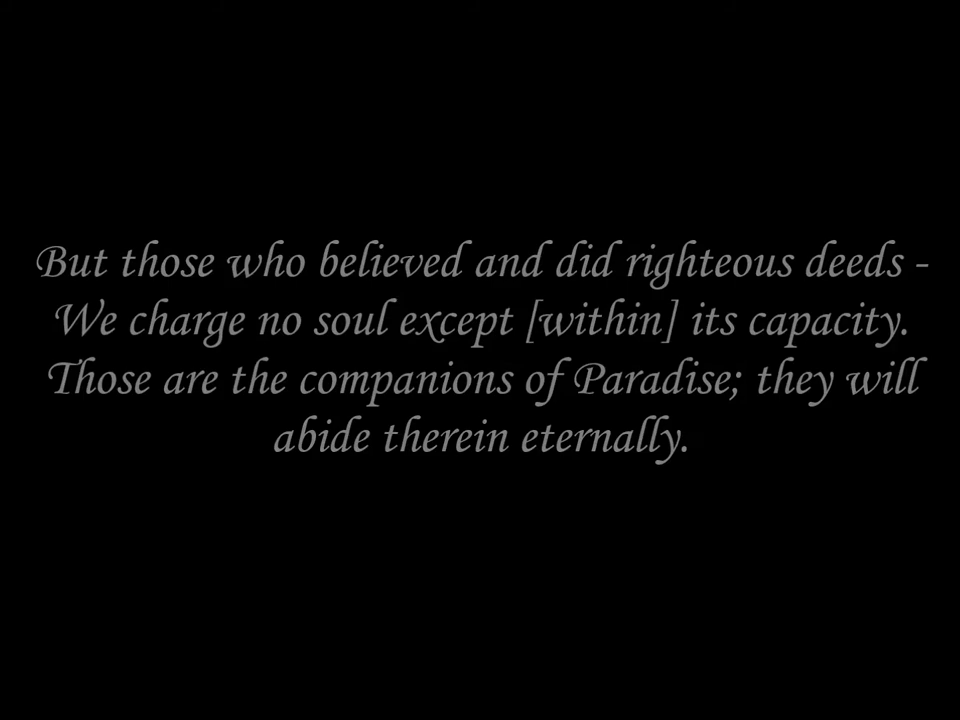 But those who believed and did righteous deeds -
We charge no soul except [within] its capacity.
Those are the companions of Paradise; they will
abide therein eternally.